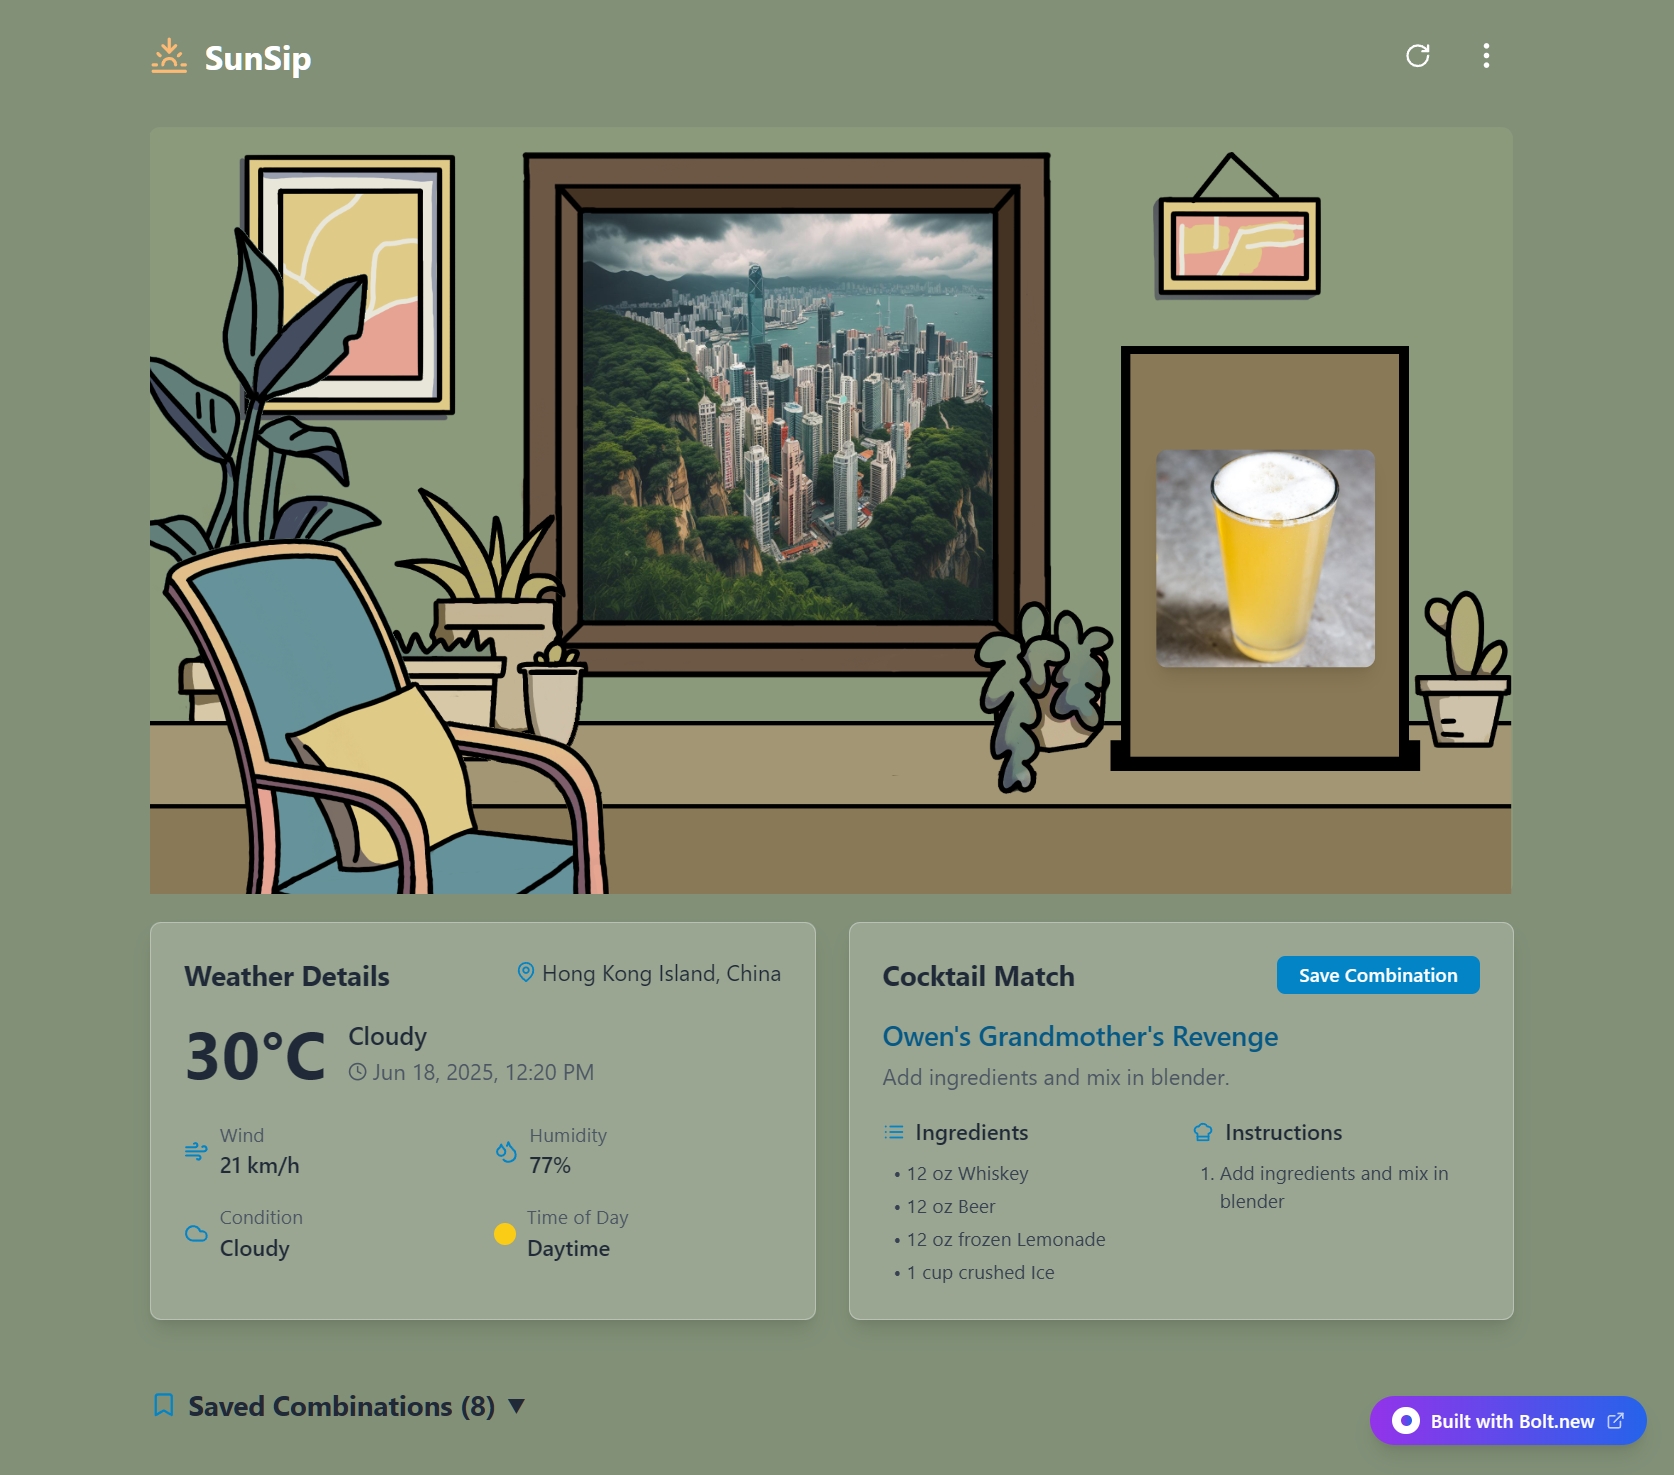 SunSip
Weather Details
Hong Kong Island, China
30°C
Cloudy
Jun 18, 2025, 12:20 PM
Wind
21 km/h
Humidity
77%
Condition
Cloudy
Time of Day
Daytime
Cocktail Match
Save Combination
Owen's Grandmother's Revenge
Add ingredients and mix in blender.
Ingredients
• 12 oz Whiskey
• 12 oz Beer
• 12 oz frozen Lemonade
• 1 cup crushed Ice
Instructions
1. Add ingredients and mix in
blender
Saved Combinations (8) ▼
Built with Bolt.new